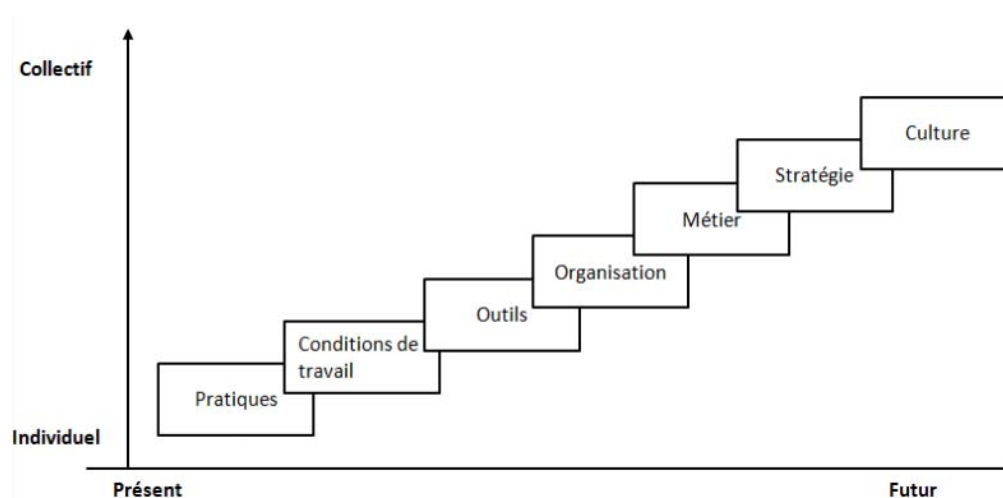 Collectif
Culture
Stratégie
Métier
Organisation
Outils
Conditions de
travail
Pratiques
Individuel
Présent
Futur